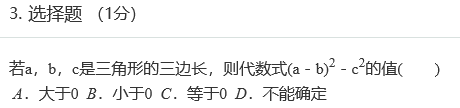 3. 选择题 （1分）
若a，b，c是三角形的三边长，则代数式(a - b)² - c²的值(　　)
A．大于0 B．小于0 C．等于0 D．不能确定